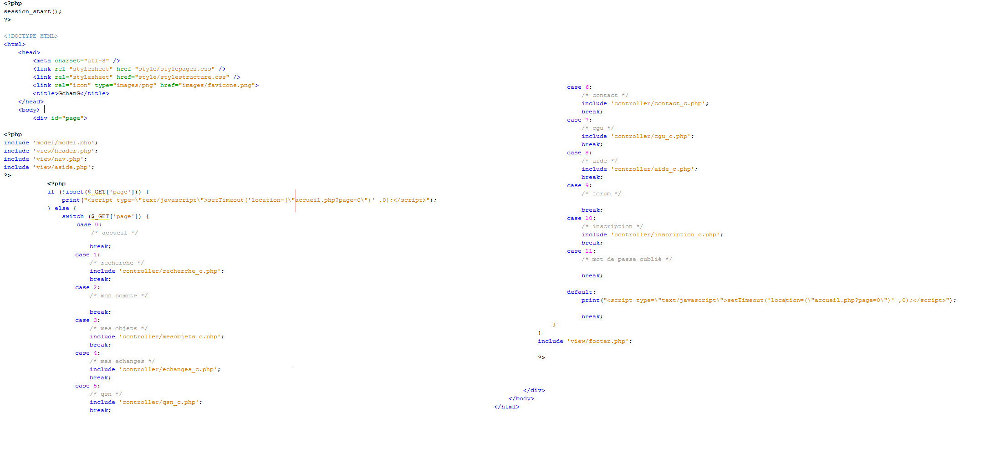 <?php
session_start();
?>
<!DOCTYPE HTML>
<html>
<head>
<meta charset="utf-8" />
<link rel="stylesheet" href="style/stylepages.css" />
<link rel="stylesheet" href="style/stylestructure.css" />
<link rel="icon" type="images/png" href="images/favicone.png">
<title>GchanG</title>
</head>
<body>
<div id="page">
<?php
include 'model/model.php';
include 'view/header.php';
include 'view/nav.php';
include 'view/aside.php';
?>
<?php
if (!isset($_GET['page'])) {
print("<script type=\"text/javascript\">setTimeout('location=(\"accueil.php?page=0\")' ,0);</script>");
} else {
switch ($_GET['page']) {
case 0:
/* accueil */
break;
case 1:
/* recherche */
include 'controller/recherche_c.php';
break;
case 2:
/* mon compte */
break;
case 3:
/* mes objets */
include 'controller/mesobjets_c.php';
break;
case 4:
/* mes echanges */
include 'controller/echanges_c.php';
break;
case 5:
/* qsn */
include 'controller/qsn_c.php';
break;
case 6:
/* contact */
include 'controller/contact_c.php';
break;
case 7:
/* cgu */
include 'controller/cgu_c.php';
break;
case 8:
/* aide */
include 'controller/aide_c.php';
break;
case 9:
/* forum */
break;
case 10:
/* inscription */
include 'controller/inscription_c.php';
break;
case 11:
/* mot de passe oublié */
break;
default:
print("<script type=\"text/javascript\">setTimeout('location=(\"accueil.php?page=0\")' ,0);</script>");
break;
}
}
include 'view/footer.php';
?>
</div>
</body>
</html>